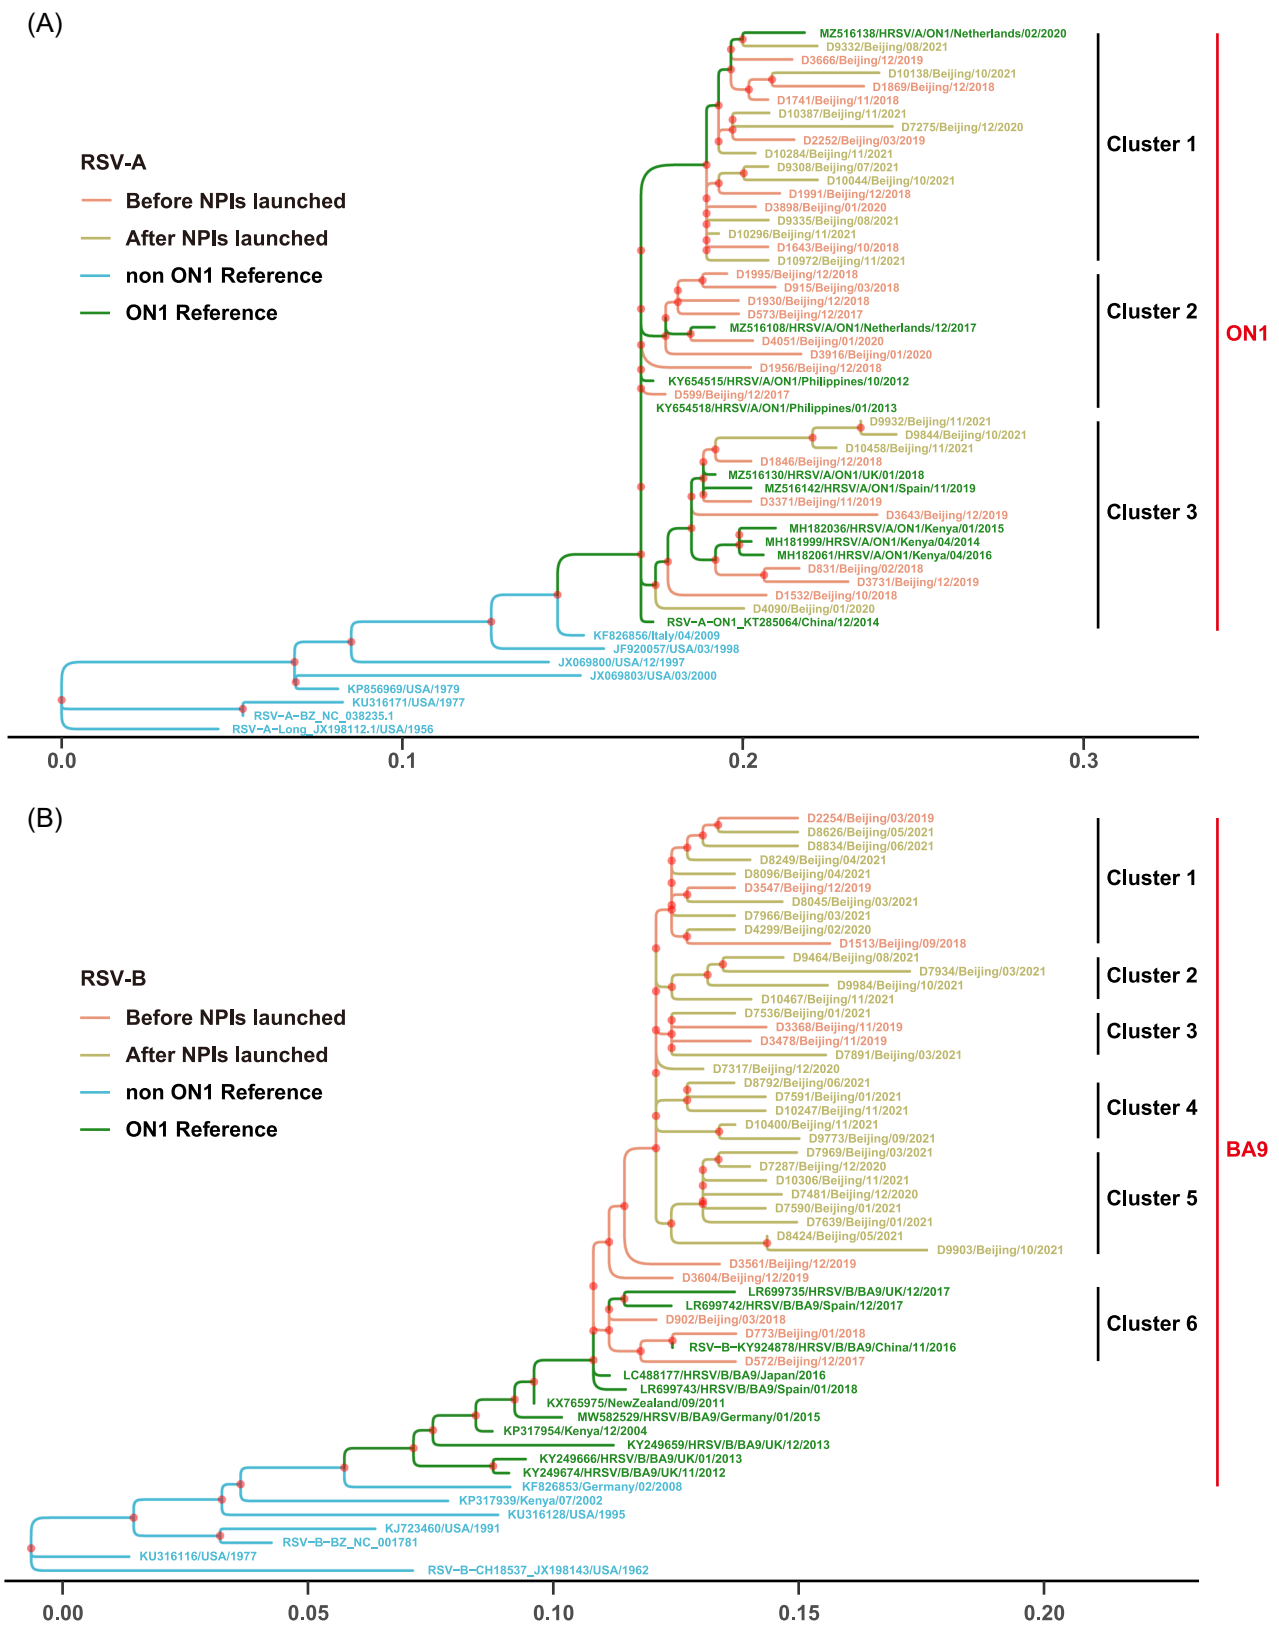 (A)
RSV-A
Before NPIs launched
After NPIs launched
non ON1 Reference
ON1 Reference
MZ516138/HRSV/A/ON1/Netherlands/02/2020
D9332/Beijing/08/2021
D3666/Beijing/12/2019
D10138/Beijing/10/2021
D1869/Beijing/12/2018
D1741/Beijing/11/2018
D10387/Beijing/11/2021
D7275/Beijing/12/2020
D2252/Beijing/03/2019
D10284/Beijing/11/2021
D9308/Beijing/07/2021
D10044/Beijing/10/2021
D1991/Beijing/12/2018
D3898/Beijing/01/2020
D9335/Beijing/08/2021
D10296/Beijing/11/2021
D1643/Beijing/10/2018
D10972/Beijing/11/2021
Cluster 1
D1995/Beijing/12/2018
D915/Beijing/03/2018
D1930/Beijing/12/2018
D573/Beijing/12/2017
MZ516108/HRSV/A/ON1/Netherlands/12/2017
D4051/Beijing/01/2020
D3916/Beijing/01/2020
D1956/Beijing/12/2018
KY654515/HRSV/A/ON1/Philippines/10/2012
D599/Beijing/12/2017
KY654518/HRSV/A/ON1/Philippines/01/2013
Cluster 2
ON1
D9932/Beijing/11/2021
D9844/Beijing/10/2021
D10458/Beijing/11/2021
D1846/Beijing/12/2018
MZ516130/HRSV/A/ON1/UK/01/2018
MZ516142/HRSV/A/ON1/Spain/11/2019
D3371/Beijing/11/2019
D3643/Beijing/12/2019
MH182036/HRSV/A/ON1/Kenya/01/2015
MH181999/HRSV/A/ON1/Kenya/04/2014
MH182061/HRSV/A/ON1/Kenya/04/2016
D831/Beijing/02/2018
D3731/Beijing/12/2019
D1532/Beijing/10/2018
D4090/Beijing/01/2020
RSV-A-ON1_KT285064/China/12/2014
Cluster 3
KF826856/Italy/04/2009
JF920057/USA/03/1998
JX069800/USA/12/1997
JX069803/USA/03/2000
KP856969/USA/1979
KU316171/USA/1977
RSV-A-BZ_NC_038235.1
RSV-A-Long_JX198112.1/USA/1956
0.0 0.1 0.2 0.3
(B)
RSV-B
Before NPIs launched
After NPIs launched
non ON1 Reference
ON1 Reference
D2254/Beijing/03/2019
D8626/Beijing/05/2021
D8834/Beijing/06/2021
D8249/Beijing/04/2021
D8096/Beijing/04/2021
D3547/Beijing/12/2019
D8045/Beijing/03/2021
D7966/Beijing/03/2021
D4299/Beijing/02/2020
D1513/Beijing/09/2018
Cluster 1
D9464/Beijing/08/2021
D7934/Beijing/03/2021
D9984/Beijing/10/2021
D10467/Beijing/11/2021
Cluster 2
D7536/Beijing/01/2021
D3368/Beijing/11/2019
D3478/Beijing/11/2019
D7891/Beijing/03/2021
Cluster 3
D7317/Beijing/12/2020
D8792/Beijing/06/2021
D7591/Beijing/01/2021
D10247/Beijing/11/2021
D10400/Beijing/11/2021
D9773/Beijing/09/2021
Cluster 4
BA9
D7969/Beijing/03/2021
D7287/Beijing/12/2020
D10306/Beijing/11/2021
D7481/Beijing/12/2020
D7590/Beijing/01/2021
D7639/Beijing/01/2021
D8424/Beijing/05/2021
D9903/Beijing/10/2021
Cluster 5
D3561/Beijing/12/2019
D3604/Beijing/12/2019
LR699735/HRSV/B/BA9/UK/12/2017
LR699742/HRSV/B/BA9/Spain/12/2017
D902/Beijing/03/2018
D773/Beijing/01/2018
RSV-B-KY924878/HRSV/B/BA9/China/11/2016
D572/Beijing/12/2017
Cluster 6
LC488177/HRSV/B/BA9/Japan/2016
LR699743/HRSV/B/BA9/Spain/01/2018
KX765975/NewZealand/09/2011
MW582529/HRSV/B/BA9/Germany/01/2015
KP317954/Kenya/12/2004
KY249659/HRSV/B/BA9/UK/12/2013
KY249666/HRSV/B/BA9/UK/01/2013
KY249674/HRSV/B/BA9/UK/11/2012
KF826853/Germany/02/2008
KP317939/Kenya/07/2002
KU316128/USA/1995
KJ723460/USA/1991
RSV-B-BZ_NC_001781
KU316116/USA/1977
RSV-B-CH18537_JX198143/USA/1962
0.00 0.05 0.10 0.15 0.20